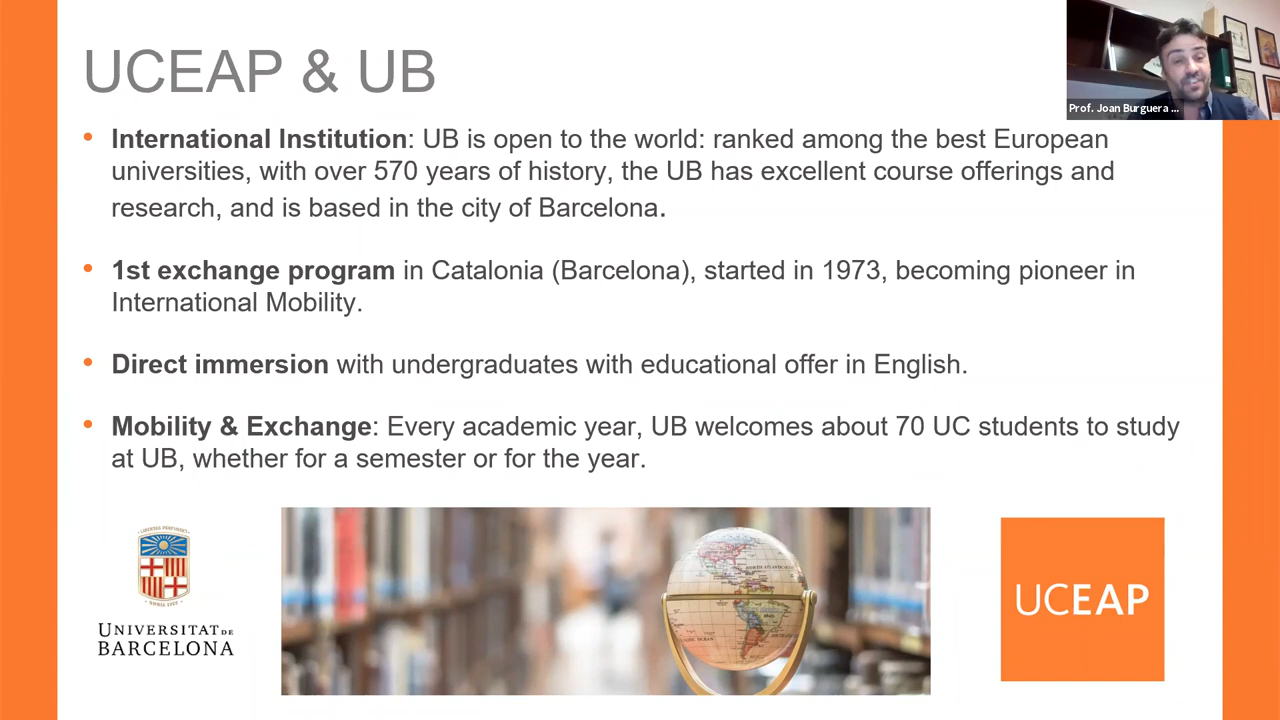 UCEAP & UB
Prof. Joan Burguera ...
• International Institution: UB is open to the world: ranked among the best European
universities, with over 570 years of history, the UB has excellent course offerings and
research, and is based in the city of Barcelona.
• 1st exchange program in Catalonia (Barcelona), started in 1973, becoming pioneer in
International Mobility.
• Direct immersion with undergraduates with educational offer in English.
• Mobility & Exchange: Every academic year, UB welcomes about 70 UC students to study
at UB, whether for a semester or for the year.
UNIVERSITAT DE
BARCELONA
UCEAP